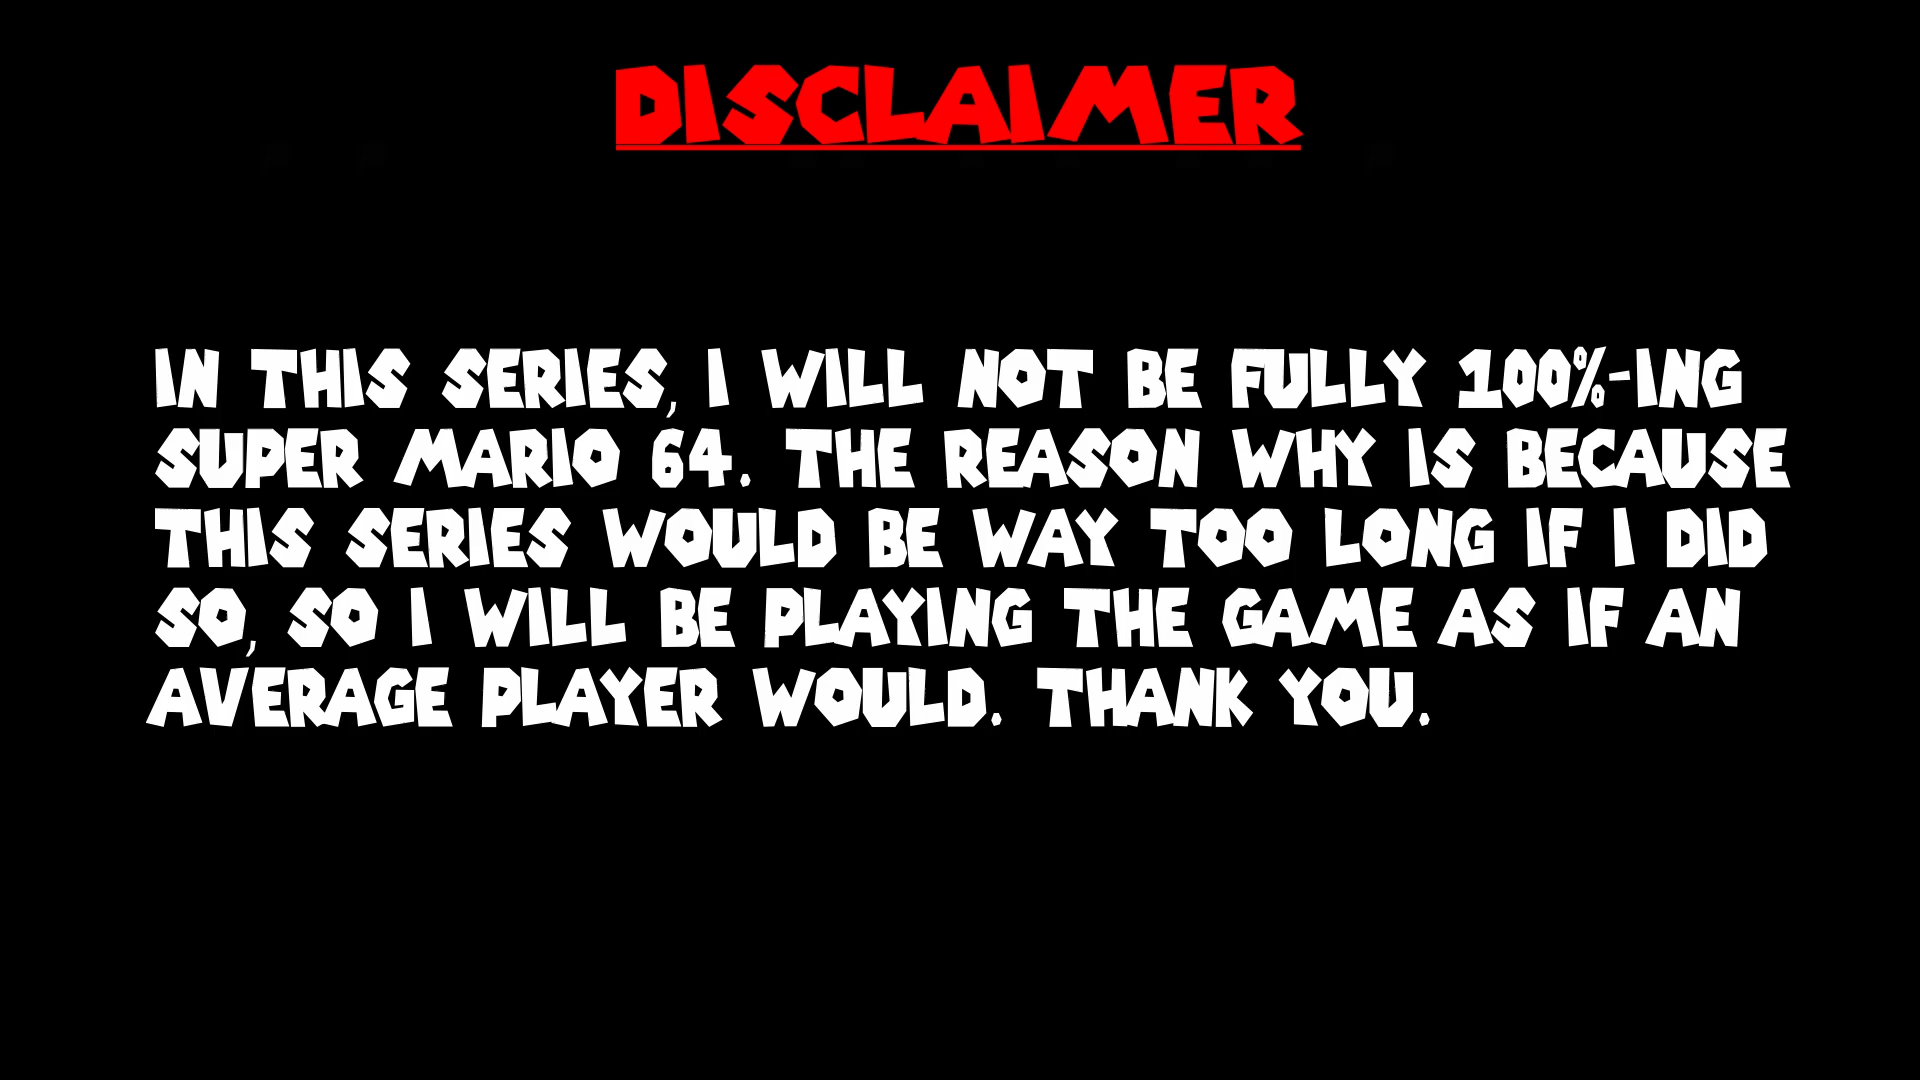 DISCLAIMER
IN THIS SERIES, I WILL NOT BE FULLY 100%-ING
SUPER MARIO 64. THE REASON WHY IS BECAUSE
THIS SERIES WOULD BE WAY TOO LONG IF I DID
SO, SO I WILL BE PLAYING THE GAME AS IF AN
AVERAGE PLAYER WOULD. THANK YOU.